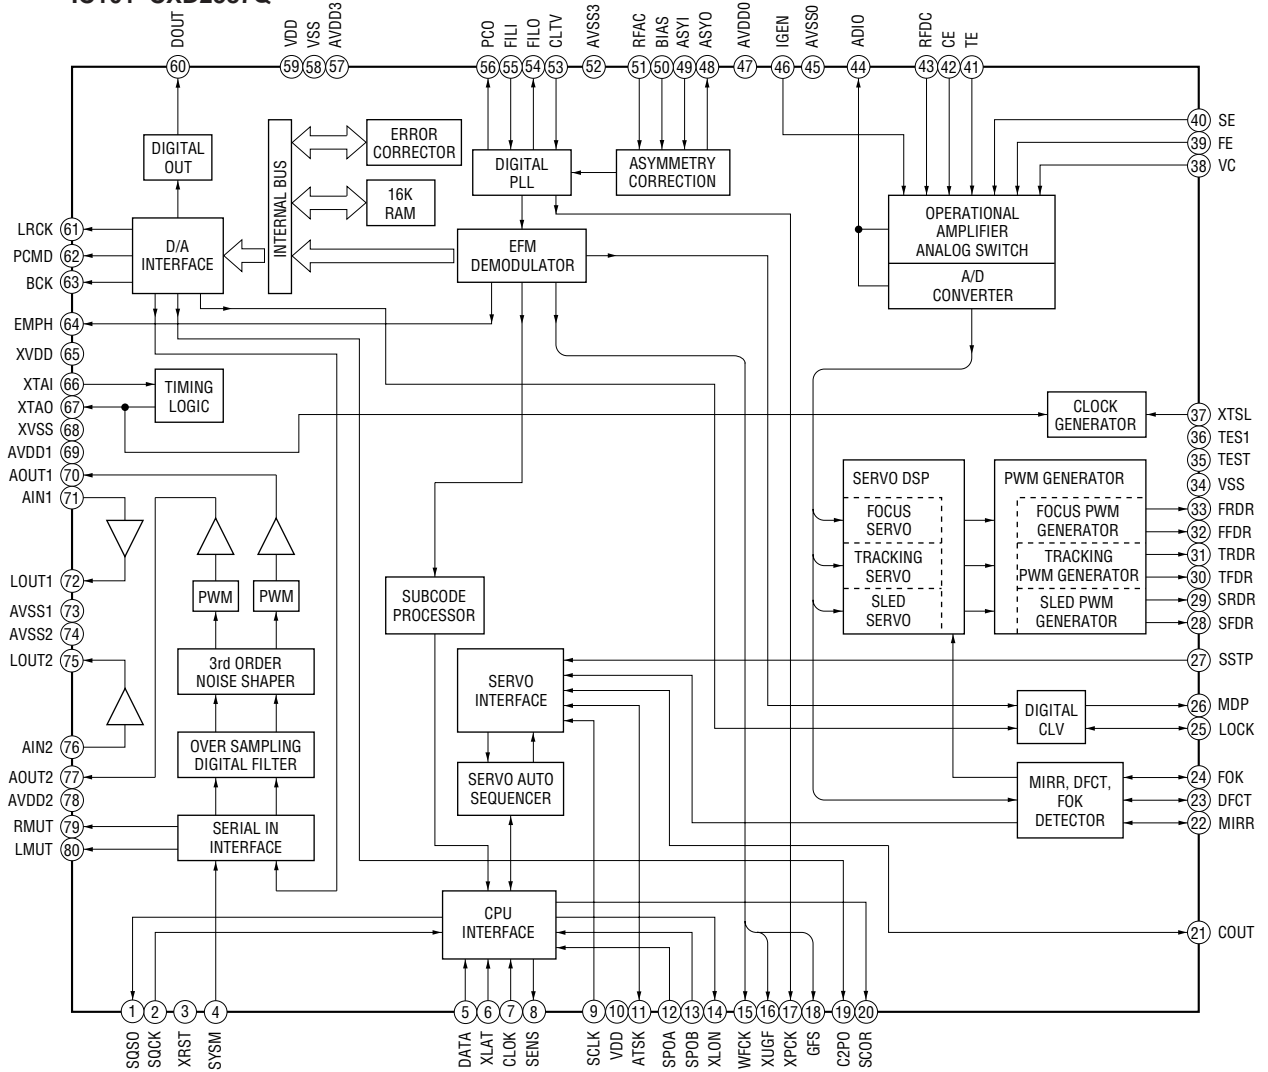 DOUT VDD VSS AVDD3 PCO FILI FILO CLTV AVSS3 RFAC BIAS ASYI ASYO AVDD0 IGEN AVSS0 ADIO RFDC CE TE
60 59 58 57 56 55 54 53 52 51 50 49 48 47 46 45 44 43 42 41
40 SE
39 FE
38 VC
DIGITAL
OUT
INTERNAL BUS
ERROR
CORRECTOR
16K
RAM
DIGITAL
PLL
ASYMMETRY
CORRECTION
OPERATIONAL
AMPLIFIER
ANALOG SWITCH
A/D
CONVERTER
LRCK 61
PCMD 62
BCK 63
D/A
INTERFACE
EFM
DEMODULATOR
EMPH 64
XVDD 65
XTAI 66
XTAO 67
XVSS 68
AVDD1 69
AOUT1 70
AIN1 71
TIMING
LOGIC
CLOCK
GENERATOR
37 XTSL
36 TES1
35 TEST
34 VSS
33 FRDR
32 FFDR
31 TRDR
30 TFDR
29 SRDR
28 SFDR
SERVO DSP
FOCUS
SERVO
TRACKING
SERVO
SLED
SERVO
PWM GENERATOR
FOCUS PWM
GENERATOR
TRACKING
PWM GENERATOR
SLED PWM
GENERATOR
LOUT1 72
AVSS1 73
AVSS2 74
LOUT2 75
PWM
PWM
SUBCODE
PROCESSOR
3rd ORDER
NOISE SHAPER
SERVO
INTERFACE
27 SSTP
26 MDP
25 LOCK
DIGITAL
CLV
AIN2 76
AOUT2 77
AVDD2 78
RMUT 79
LMUT 80
OVER SAMPLING
DIGITAL FILTER
SERVO AUTO
SEQUENCER
MIRR, DFCT,
FOK
DETECTOR
24 FOK
23 DFCT
22 MIRR
SERIAL IN
INTERFACE
CPU
INTERFACE
21 COUT
1 2 3 4 5 6 7 8 9 10 11 12 13 14 15 16 17 18 19 20
SQSO SQCK XRST SYSM DATA XLAT CLOK SENS SCLK VDD ATSK SPOA SPOB XLON WFCK XUGF XPCK GFS C2PO SCOR